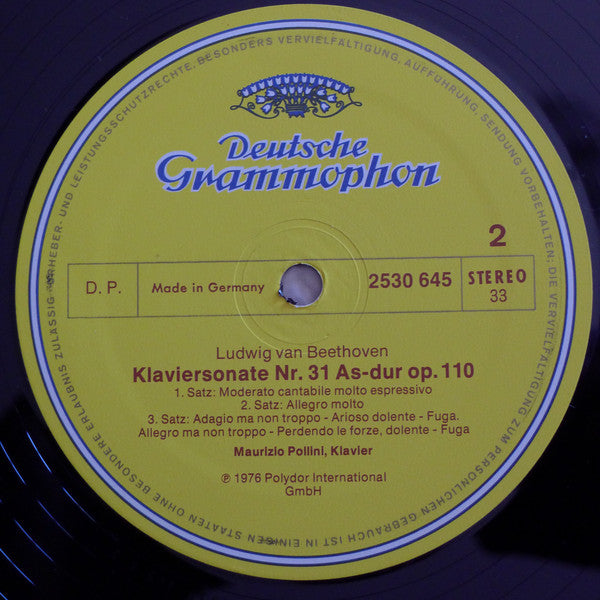 Deutsche
Grammophon
2
D. P.
Made in Germany
2530 645
STEREO
33
Ludwig van Beethoven
Klaviersonate Nr. 31 As-dur op. 110
1. Satz: Moderato cantabile molto espressivo
2. Satz: Allegro molto
3. Satz: Adagio ma non troppo - Arioso dolente - Fuga.
Allegro ma non troppo - Perdendo le forze, dolente - Fuga
Maurizio Pollini, Klavier
℗ 1976 Polydor International
GmbH
URHEBER- UND LEISTUNGSSCHUTZRECHTE, BESONDERS VERVIELFÄLTIGUNG, AUFFÜHRUNG, SENDUNG VORBEHALTEN; DIE VERVIELFÄLTIGUNG ZUM PERSÖNLICHEN GEBRAUCH IST IN EINIGEN STAATEN OHNE BESONDERE ERLAUBNIS ZULÄSSIG -